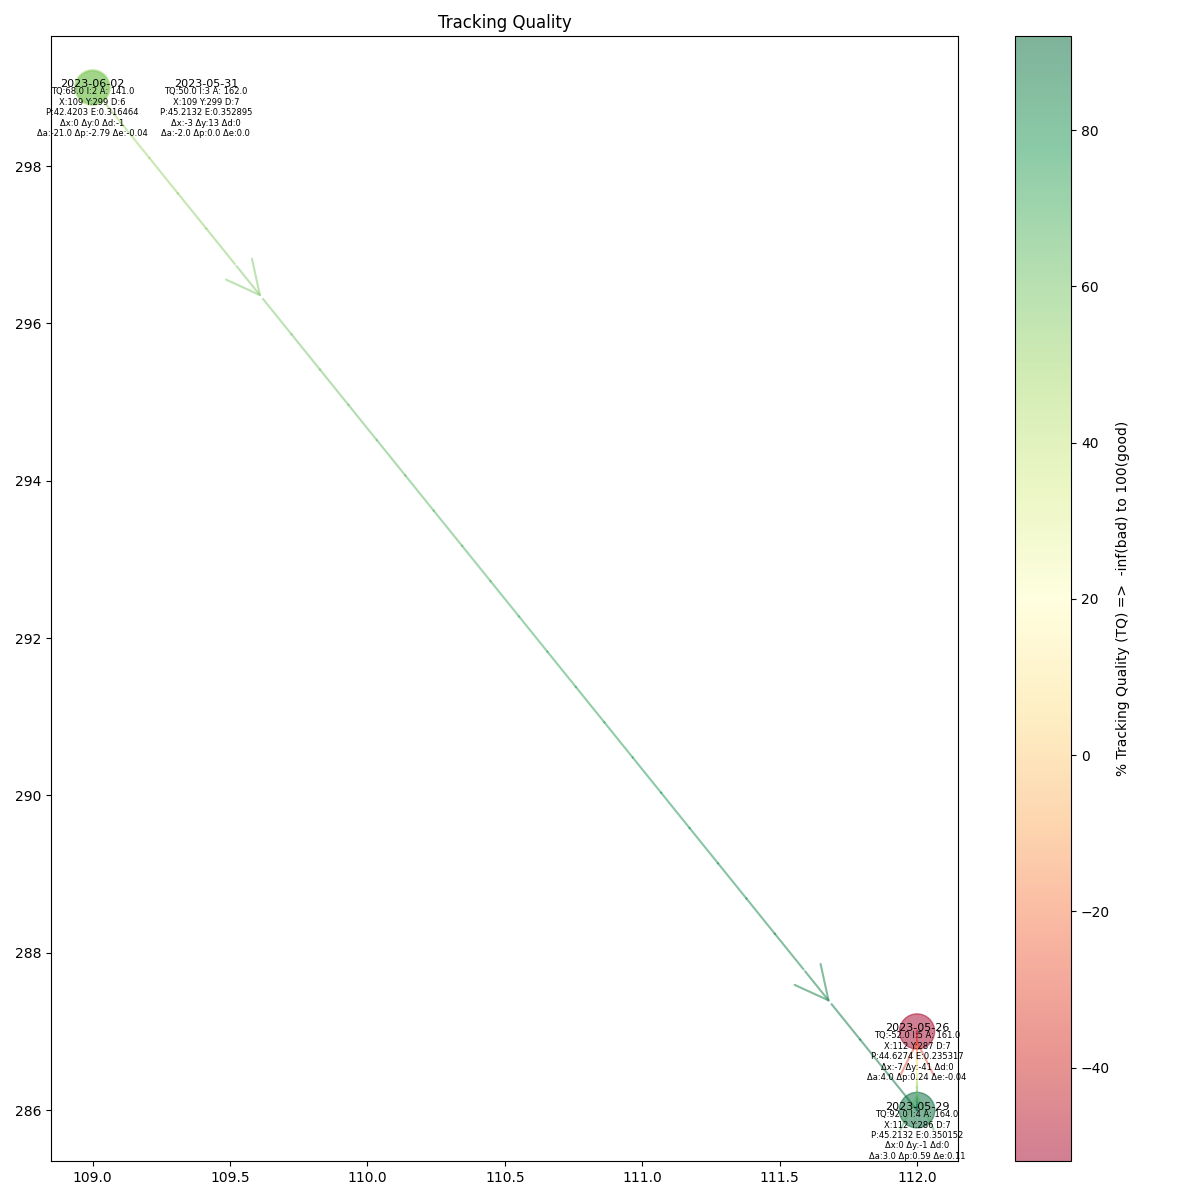 Tracking Quality
2023-06-02
TQ:68.0 I:2 A: 141.0
X:109 Y:299 D:6
P:42.4203 E:0.316464
Δx:0 Δy:0 Δd:-1
Δa:-21.0 Δp:-2.79 Δe:-0.04
2023-05-31
TQ:50.0 I:3 A: 162.0
X:109 Y:299 D:7
P:45.2132 E:0.352895
Δx:-3 Δy:13 Δd:0
Δa:-2.0 Δp:0.0 Δe:0.0
2023-05-26
TQ:-52.0 I:5 A: 161.0
X:112 Y:287 D:7
P:44.6274 E:0.235317
Δx:-7 Δy:-41 Δd:0
Δa:4.0 Δp:0.24 Δe:-0.04
2023-05-29
TQ:92.0 I:4 A: 164.0
X:112 Y:286 D:7
P:45.2132 E:0.350152
Δx:0 Δy:-1 Δd:0
Δa:3.0 Δp:0.59 Δe:0.11
298
296
294
292
290
288
286
109.0 109.5 110.0 110.5 111.0 111.5 112.0
80
60
40
20
0
−20
−40
% Tracking Quality (TQ) => -inf(bad) to 100(good)